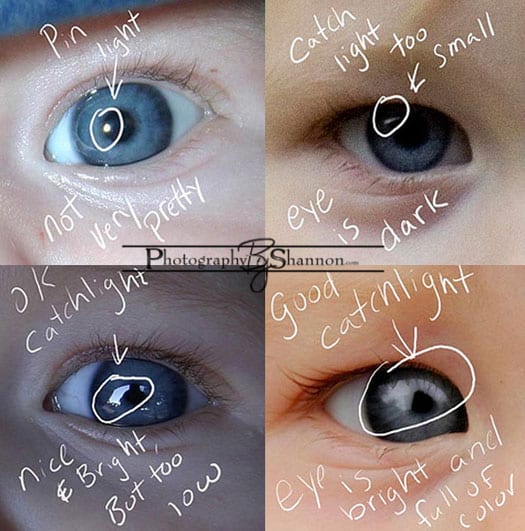 Pin light
not very pretty
Catch light too small
eye is dark
Photography By Shannon.com
OK catchlight
nice & Bright, But too low
Good catchlight
eye is bright and full of color